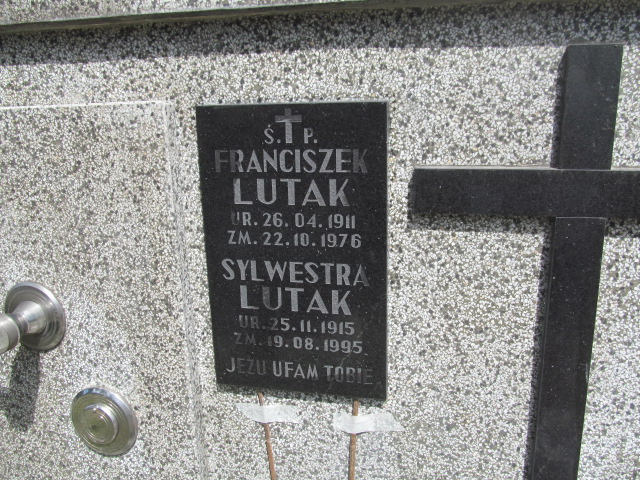 Ś. P.
FRANCISZEK
LUTAK
UR. 26. 04. 1911
ZM. 22. 10. 1976
SYLWESTRA
LUTAK
UR. 25. 11. 1915
ZM. 19. 08. 1995
JEZU UFAM TOBIE